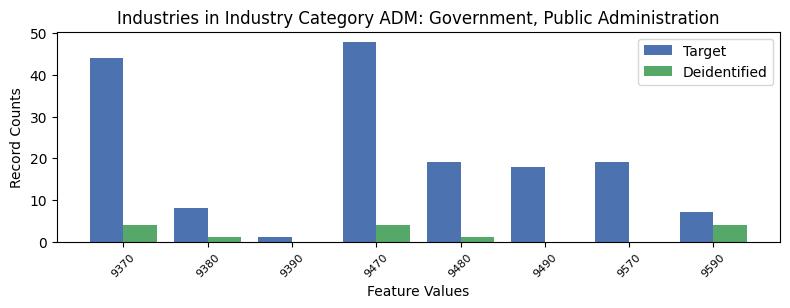 Industries in Industry Category ADM: Government, Public Administration
50
40
30
20
10
0
Record Counts
Target
Deidentified
9370
9380
9390
9470
9480
9490
9570
9590
Feature Values